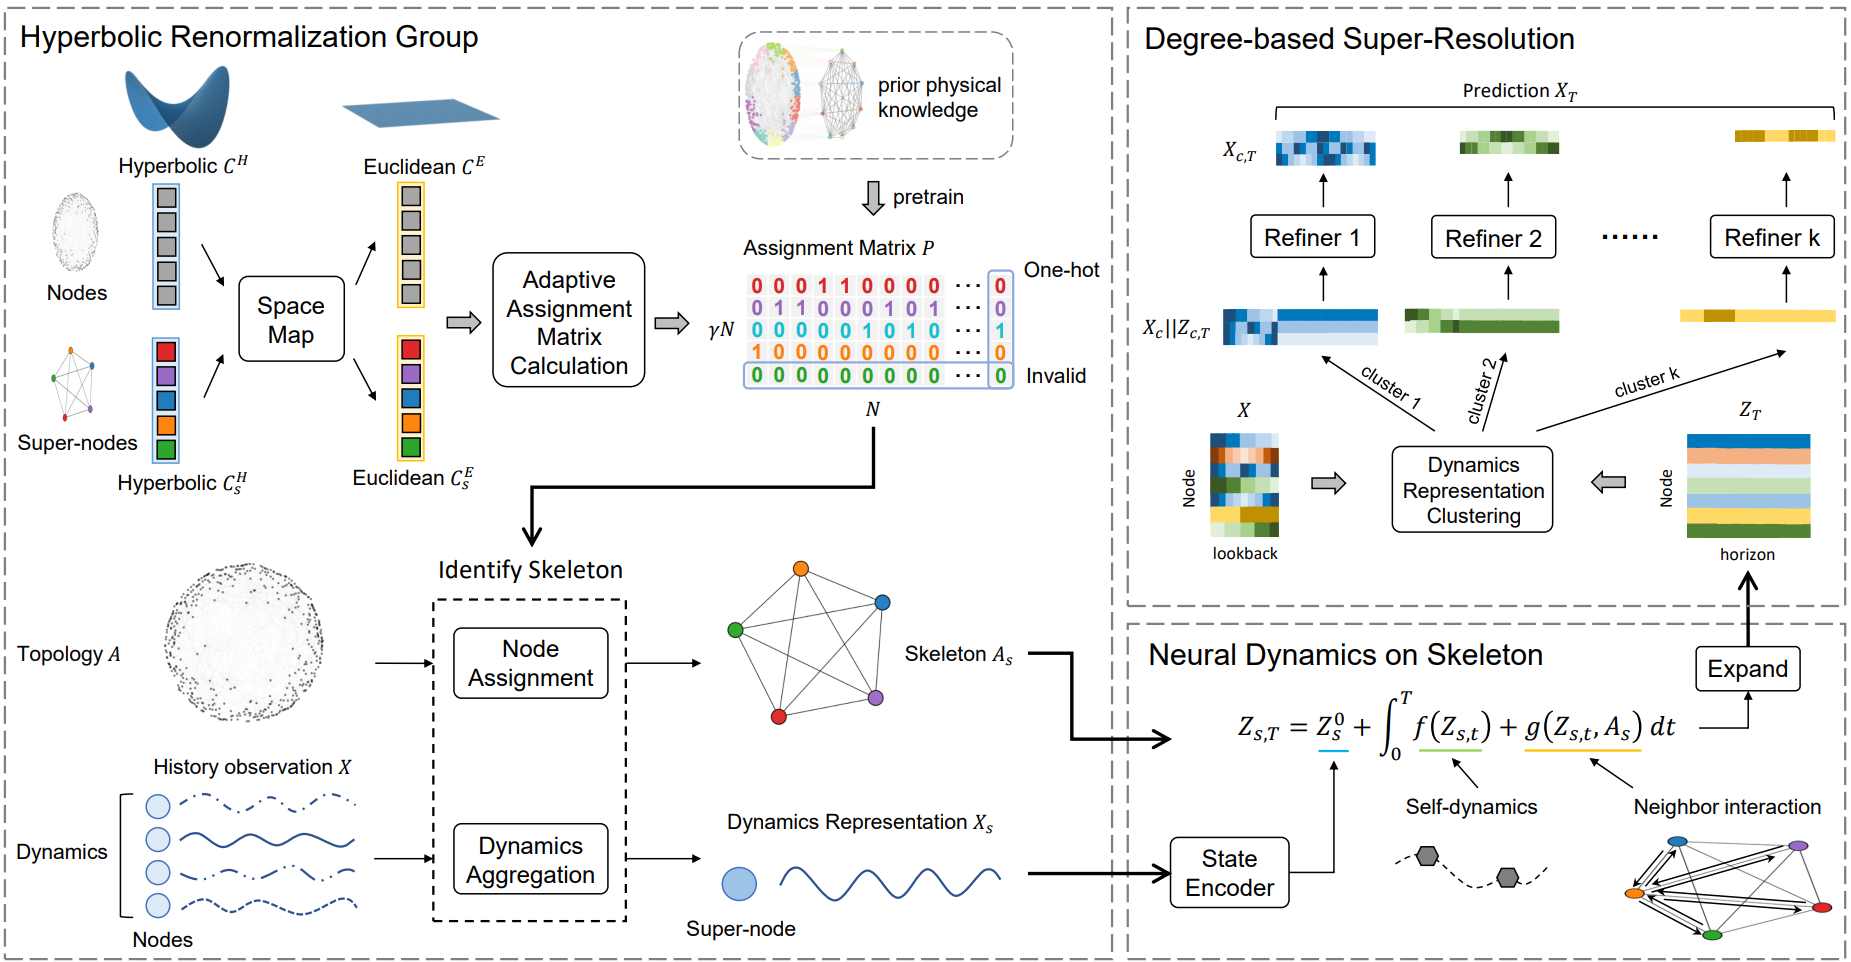 Hyperbolic Renormalization Group
Hyperbolic C^H
Euclidean C^E
Nodes
Super-nodes
Hyperbolic C_s^H
Euclidean C_s^E
Space
Map
Adaptive
Assignment
Matrix
Calculation
prior physical
knowledge
pretrain
Assignment Matrix P
One-hot
γN
0 0 0 1 1 0 0 0 0 ··· 0
0 1 1 0 0 0 1 0 1 ··· 0
0 0 0 0 0 1 0 1 0 ··· 1
1 0 0 0 0 0 0 0 0 ··· 0
0 0 0 0 0 0 0 0 0 ··· 0
Invalid
N
Identify Skeleton
Topology A
Node
Assignment
Skeleton A_s
History observation X
Dynamics
Nodes
Dynamics
Aggregation
Dynamics Representation X_s
Super-node
Degree-based Super-Resolution
Prediction X_T
X_{c,T}
Refiner 1
Refiner 2
······
Refiner k
X_c||Z_{c,T}
cluster 1
cluster 2
cluster k
X
Node
lookback
Dynamics
Representation
Clustering
Z_T
Node
horizon
Neural Dynamics on Skeleton
Expand
Z_{s,T} = Z_s^0 + ∫_0^T f(Z_{s,t}) + g(Z_{s,t}, A_s) dt
Self-dynamics
Neighbor interaction
State
Encoder